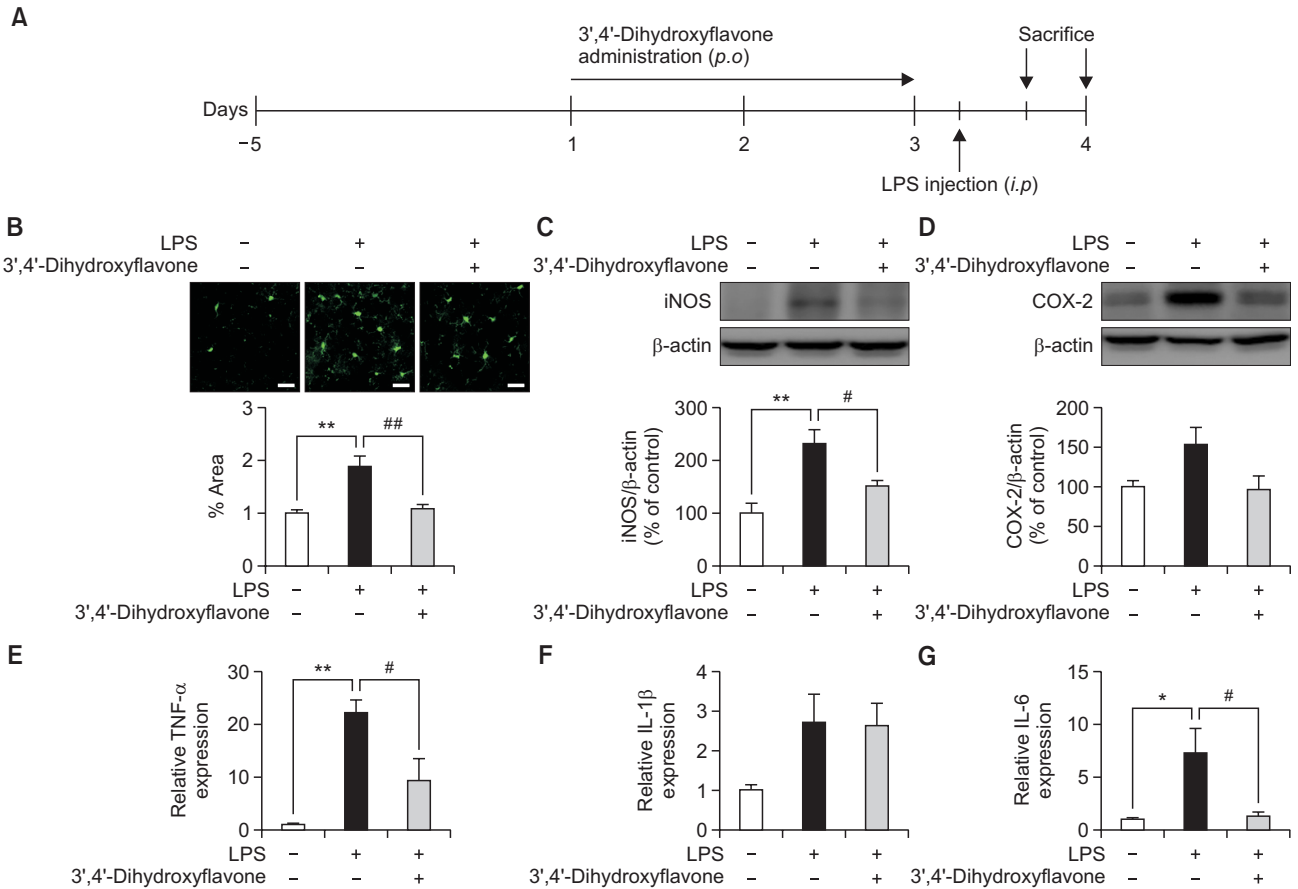 A
3',4'-Dihydroxyflavone
administration (p.o)
Sacrifice
Days
−5 1 2 3 4
LPS injection (i.p)
B
LPS − + +
3',4'-Dihydroxyflavone − − +
3
2
1
0
% Area
** ##
LPS − + +
3',4'-Dihydroxyflavone − − +
C
LPS − + +
3',4'-Dihydroxyflavone − − +
iNOS
β-actin
300
200
100
0
iNOS/β-actin
(% of control)
** #
LPS − + +
3',4'-Dihydroxyflavone − − +
D
LPS − + +
3',4'-Dihydroxyflavone − − +
COX-2
β-actin
200
150
100
50
0
COX-2/β-actin
(% of control)
LPS − + +
3',4'-Dihydroxyflavone − − +
E
30
20
10
0
Relative TNF-α
expression
** #
LPS − + +
3',4'-Dihydroxyflavone − − +
F
4
3
2
1
0
Relative IL-1β
expression
LPS − + +
3',4'-Dihydroxyflavone − − +
G
15
10
5
0
Relative IL-6
expression
* #
LPS − + +
3',4'-Dihydroxyflavone − − +